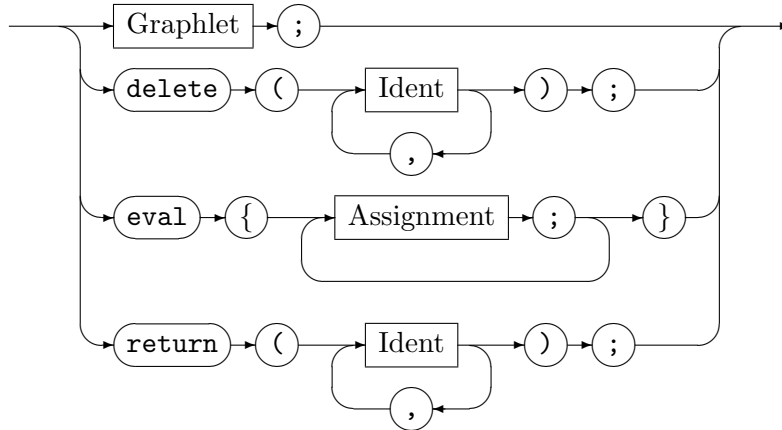 Graphlet ;
delete ( Ident ) ;
,
eval { Assignment ; }
return ( Ident ) ;
,